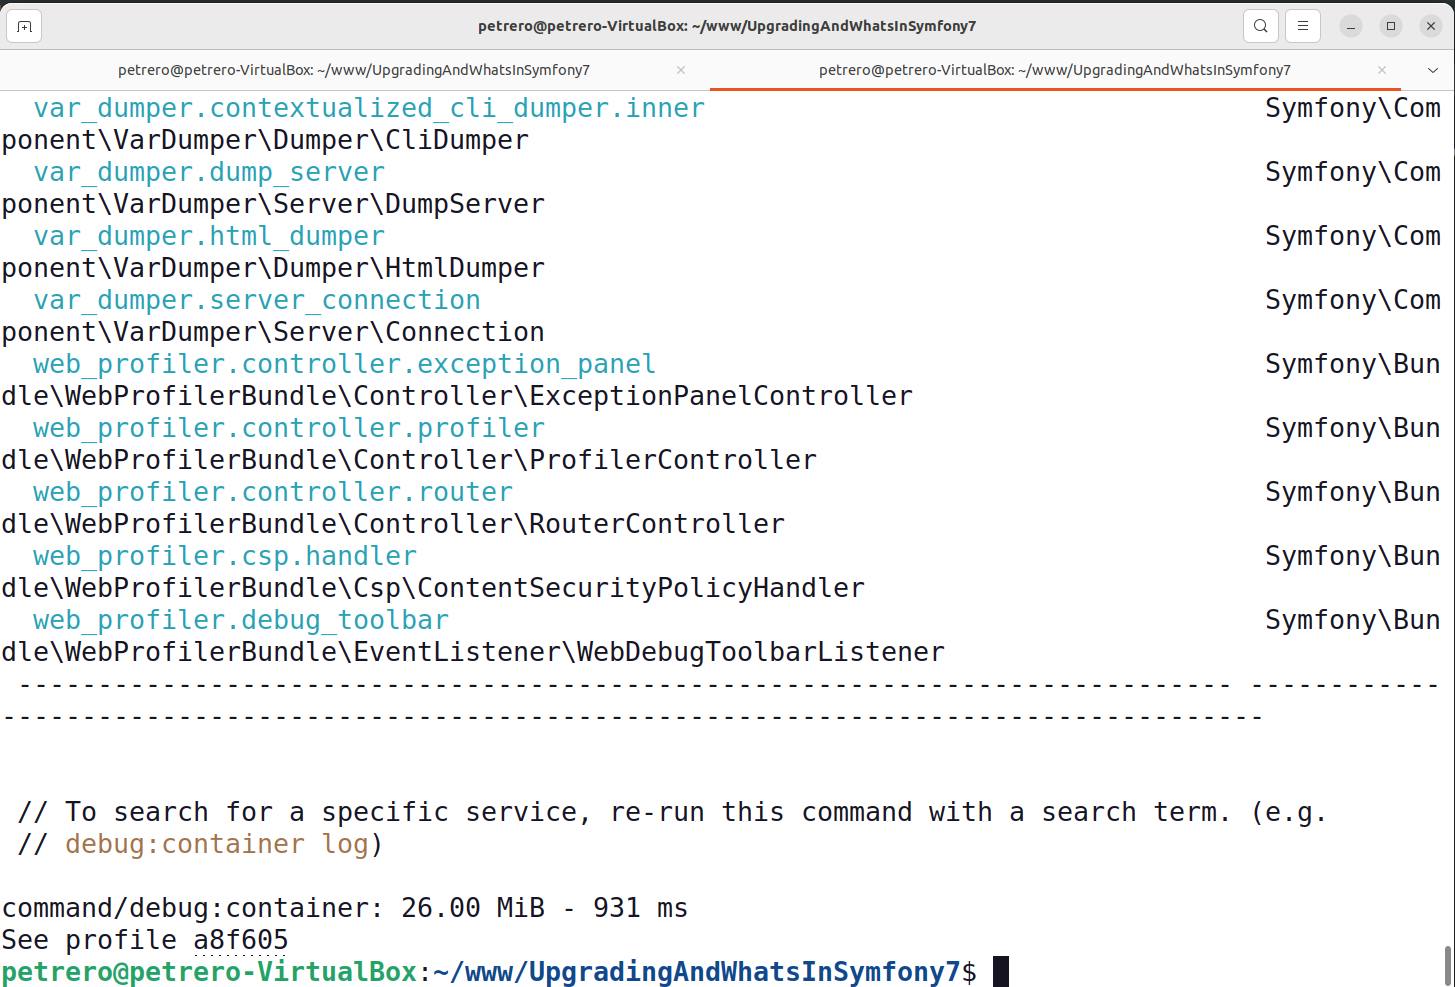 petrero@petrero-VirtualBox: ~/www/UpgradingAndWhatsInSymfony7
petrero@petrero-VirtualBox: ~/www/UpgradingAndWhatsInSymfony7
petrero@petrero-VirtualBox: ~/www/UpgradingAndWhatsInSymfony7
var_dumper.contextualized_cli_dumper.inner Symfony\Com
ponent\VarDumper\Dumper\CliDumper
var_dumper.dump_server Symfony\Com
ponent\VarDumper\Server\DumpServer
var_dumper.html_dumper Symfony\Com
ponent\VarDumper\Dumper\HtmlDumper
var_dumper.server_connection Symfony\Com
ponent\VarDumper\Server\Connection
web_profiler.controller.exception_panel Symfony\Bun
dle\WebProfilerBundle\Controller\ExceptionPanelController
web_profiler.controller.profiler Symfony\Bun
dle\WebProfilerBundle\Controller\ProfilerController
web_profiler.controller.router Symfony\Bun
dle\WebProfilerBundle\Controller\RouterController
web_profiler.csp.handler Symfony\Bun
dle\WebProfilerBundle\Csp\ContentSecurityPolicyHandler
web_profiler.debug_toolbar Symfony\Bun
dle\WebProfilerBundle\EventListener\WebDebugToolbarListener
---------------------------------------------------------------------------- ------------
-------------------------------------------------------------------------------
// To search for a specific service, re-run this command with a search term. (e.g.
// debug:container log)
command/debug:container: 26.00 MiB - 931 ms
See profile a8f605
petrero@petrero-VirtualBox:~/www/UpgradingAndWhatsInSymfony7$